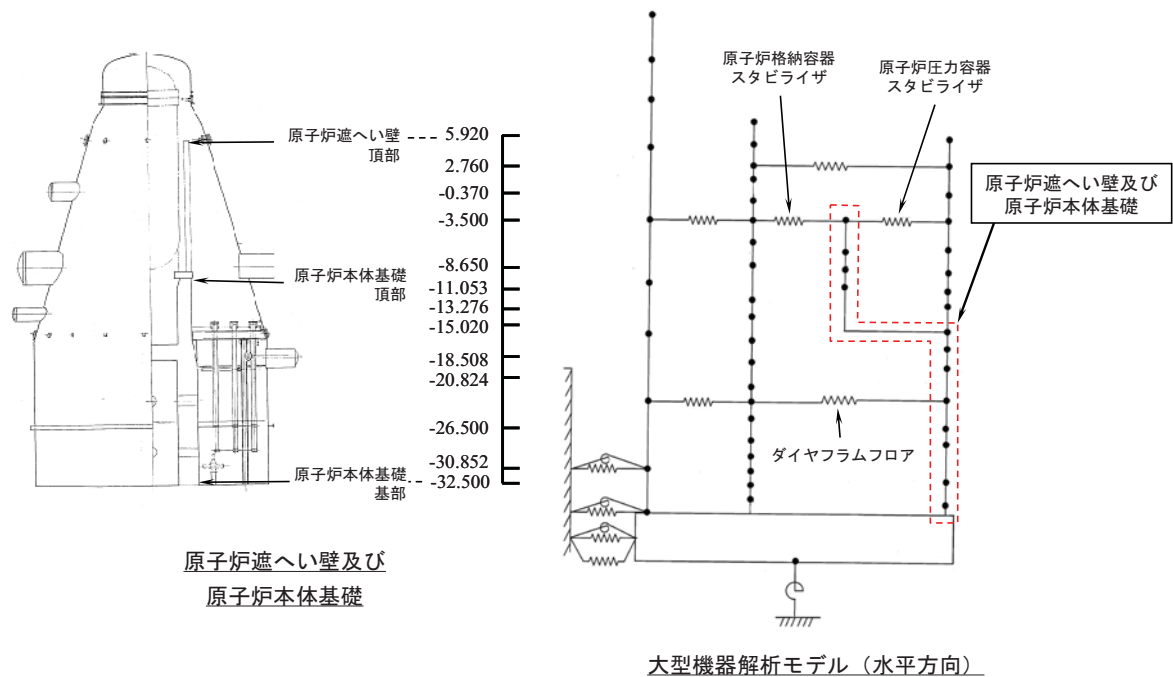 原子炉遮へい壁
頂部
原子炉本体基礎
頂部
原子炉本体基礎
基部
5.920
2.760
-0.370
-3.500
-8.650
-11.053
-13.276
-15.020
-18.508
-20.824
-26.500
-30.852
-32.500
原子炉遮へい壁及び
原子炉本体基礎
原子炉格納容器
スタビライザ
原子炉圧力容器
スタビライザ
原子炉遮へい壁及び
原子炉本体基礎
ダイヤフラムフロア
大型機器解析モデル（水平方向）